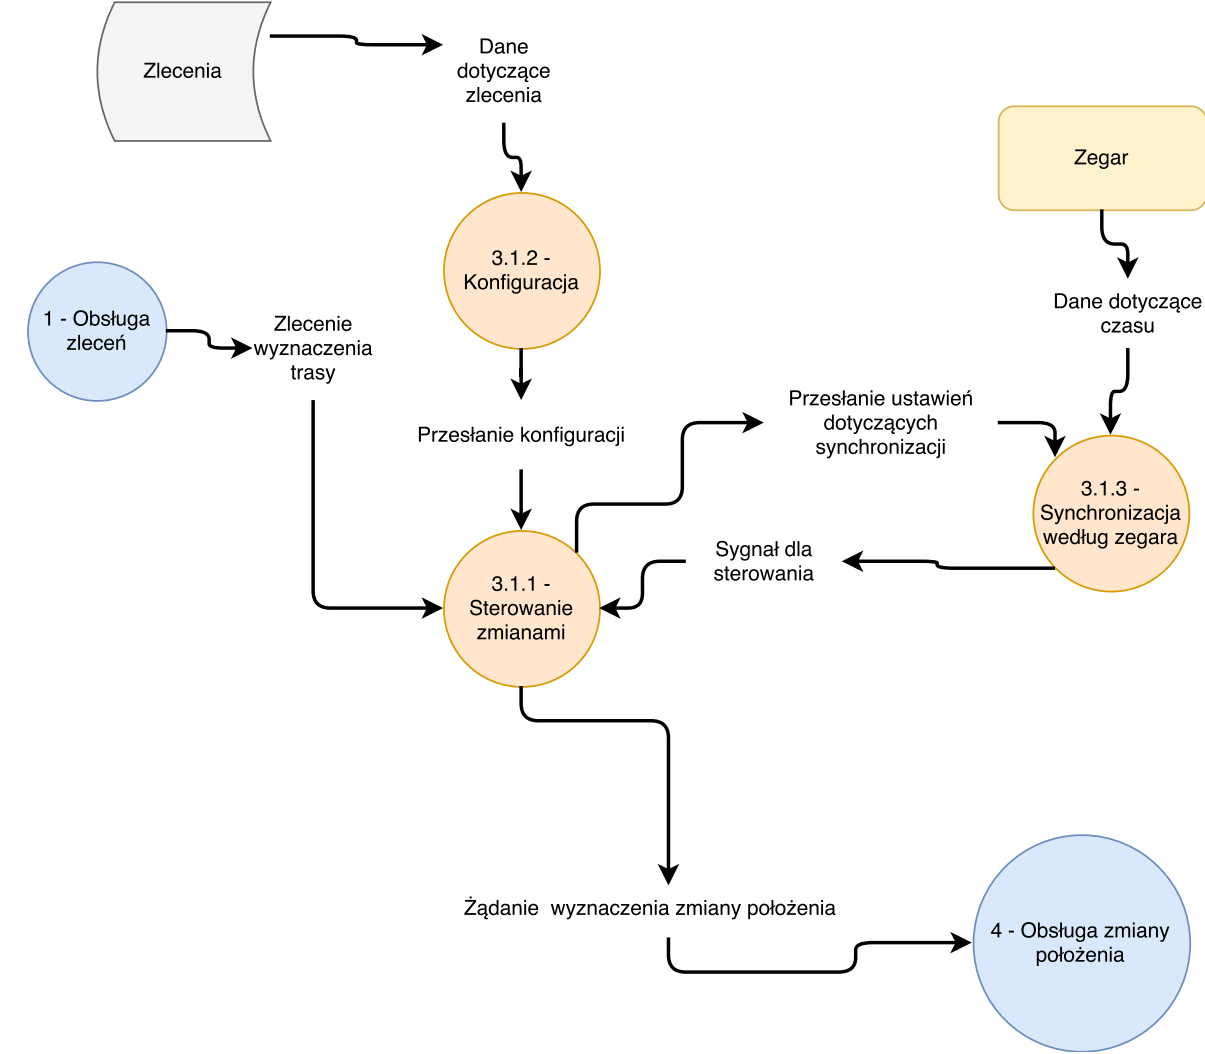 Zlecenia
Dane
dotyczące
zlecenia
Zegar
3.1.2 -
Konfiguracja
1 - Obsługa
zleceń
Zlecenie
wyznaczenia
trasy
Dane dotyczące
czasu
Przesłanie konfiguracji
Przesłanie ustawień
dotyczących
synchronizacji
3.1.3 -
Synchronizacja
według zegara
3.1.1 -
Sterowanie
zmianami
Sygnał dla
sterowania
Żądanie  wyznaczenia zmiany położenia
4 - Obsługa zmiany
położenia